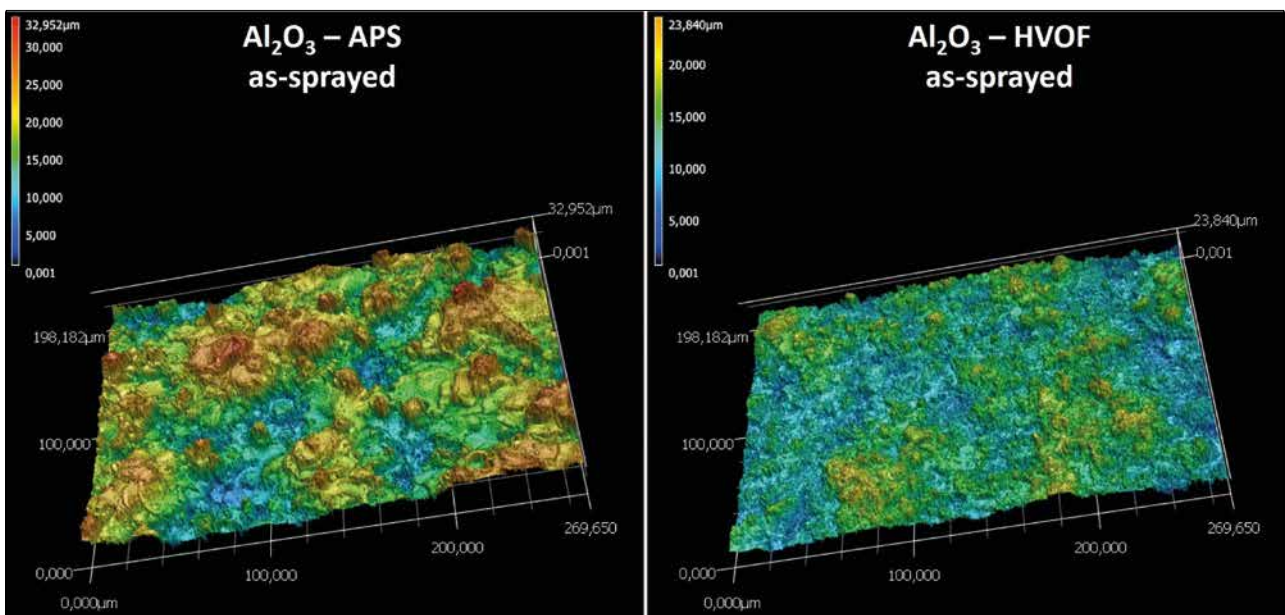 Al₂O₃ – APS
as-sprayed
32,952µm
30,000
25,000
20,000
15,000
10,000
5,000
0,001
32,952µm
0,001
198,182µm
100,000
0,000
0,000µm
100,000
200,000
269,650
Al₂O₃ – HVOF
as-sprayed
23,840µm
20,000
15,000
10,000
5,000
0,001
23,840µm
0,001
198,182µm
100,000
0,000
0,000µm
100,000
200,000
269,650